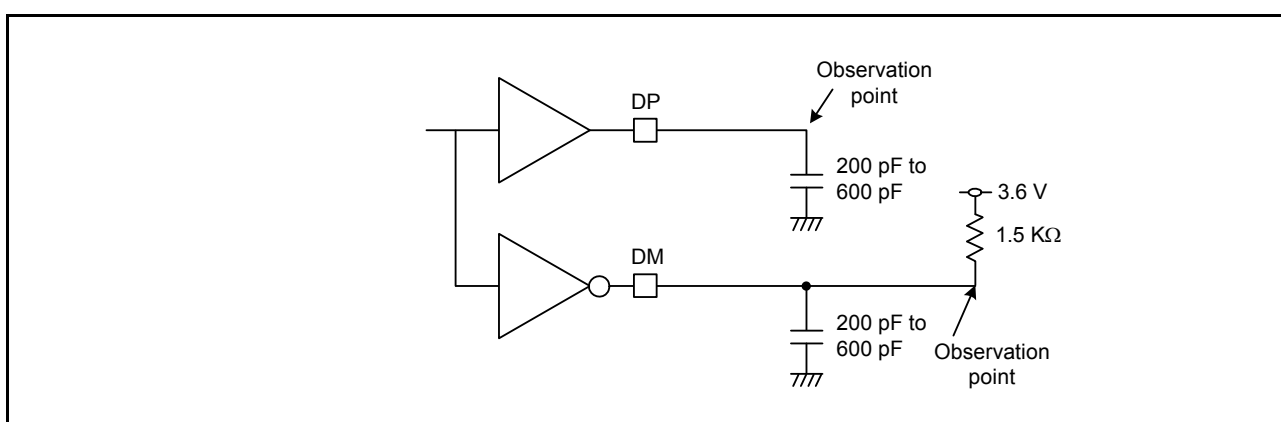 Observation
point
DP
200 pF to
600 pF
3.6 V
1.5 KΩ
DM
200 pF to
600 pF
Observation
point